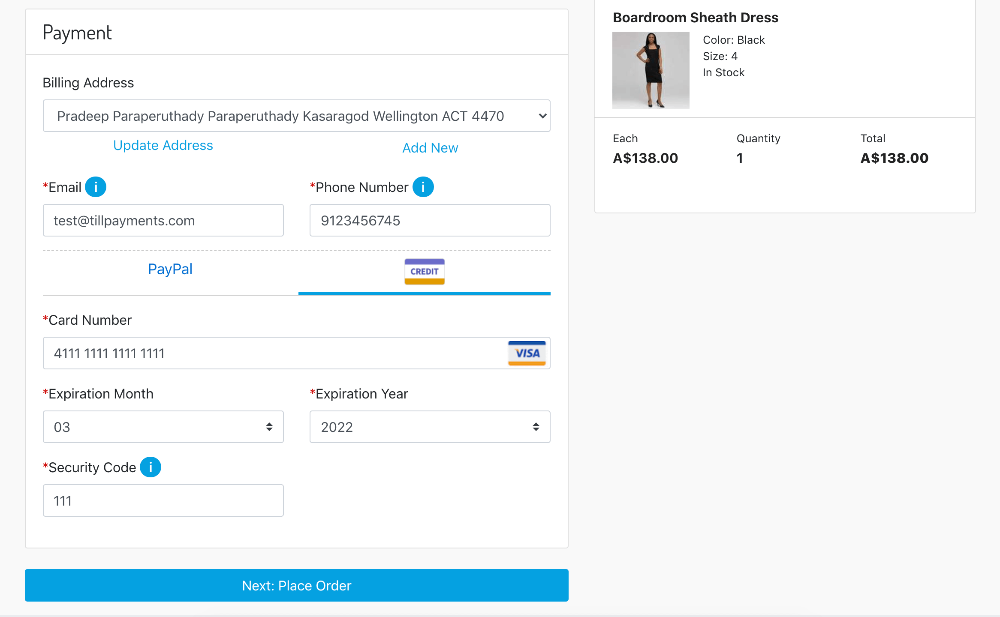 Payment
Billing Address
Pradeep Paraperuthady Paraperuthady Kasaragod Wellington ACT 4470
Update Address
Add New
*Email i
*Phone Number i
test@tillpayments.com
9123456745
PayPal
CREDIT
*Card Number
4111 1111 1111 1111
VISA
*Expiration Month
*Expiration Year
03
2022
*Security Code i
111
Next: Place Order
Boardroom Sheath Dress
Color: Black
Size: 4
In Stock
Each
Quantity
Total
A$138.00
1
A$138.00